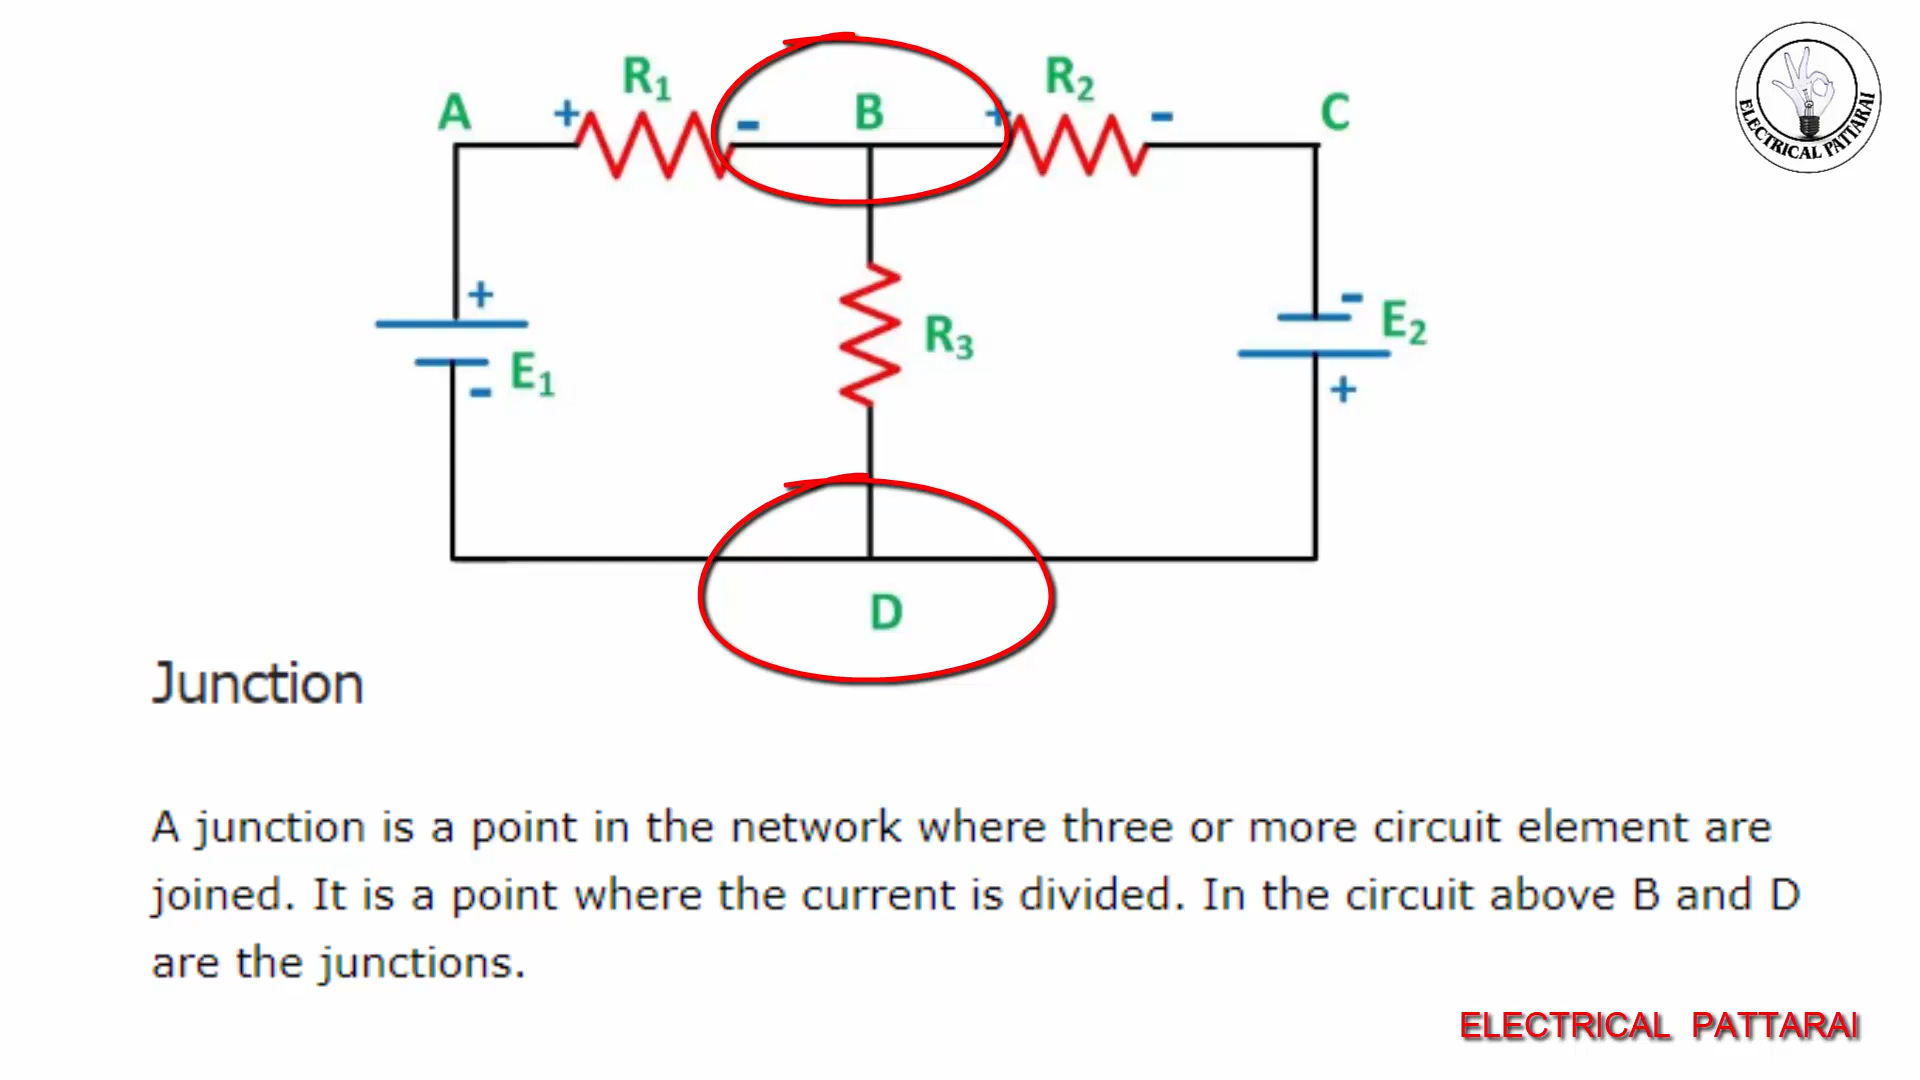 R1
R2
A
+
-
B
+
-
C
ELECTRICAL PATTARAI
+
-
E1
R3
-
E2
+
D
Junction
A junction is a point in the network where three or more circuit element are
joined. It is a point where the current is divided. In the circuit above B and D
are the junctions.
ELECTRICAL PATTARAI